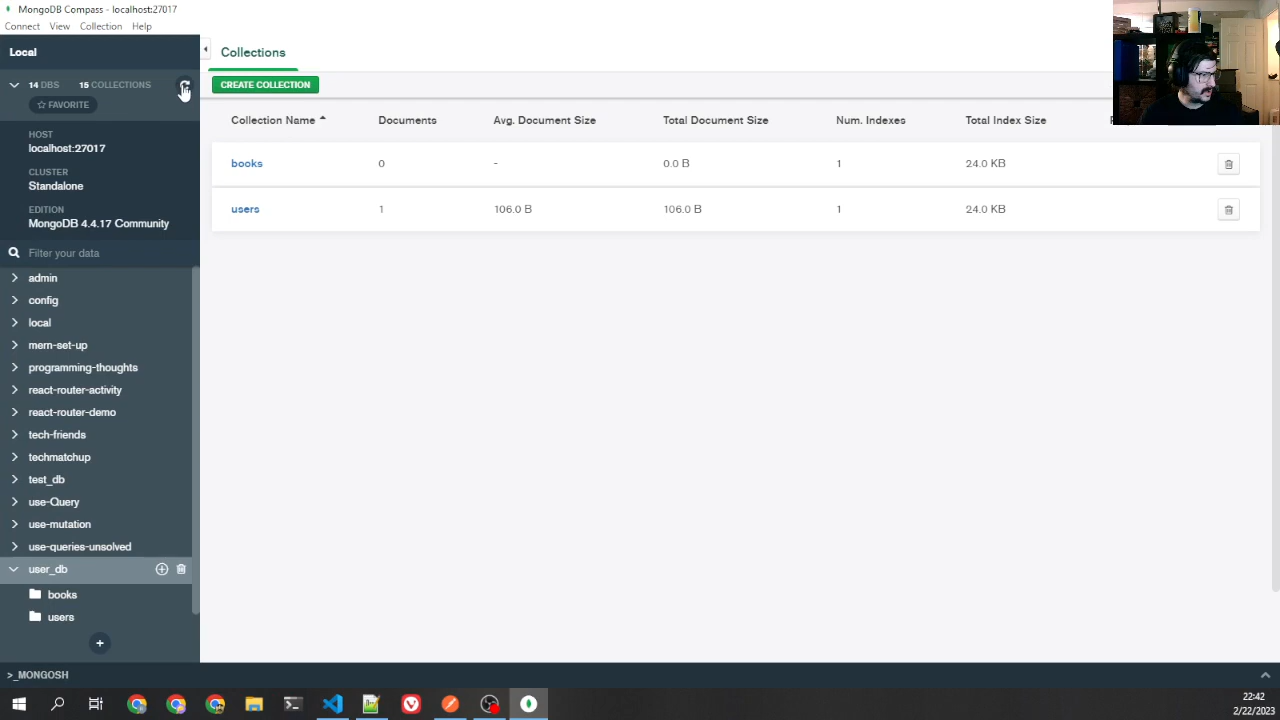 MongoDB Compass - localhost:27017
Connect View Collection Help
Local
Collections
14 DBS 15 COLLECTIONS
FAVORITE
CREATE COLLECTION
HOST
localhost:27017
CLUSTER
Standalone
EDITION
MongoDB 4.4.17 Community
Filter your data
Collection Name Documents Avg. Document Size Total Document Size Num. Indexes Total Index Size
books 0 - 0.0 B 1 24.0 KB
users 1 106.0 B 106.0 B 1 24.0 KB
admin
config
local
mern-set-up
programming-thoughts
react-router-activity
react-router-demo
tech-friends
techmatchup
test_db
use-Query
use-mutation
use-queries-unsolved
user_db
books
users
>_MONGOSH
22:42
2/22/2023